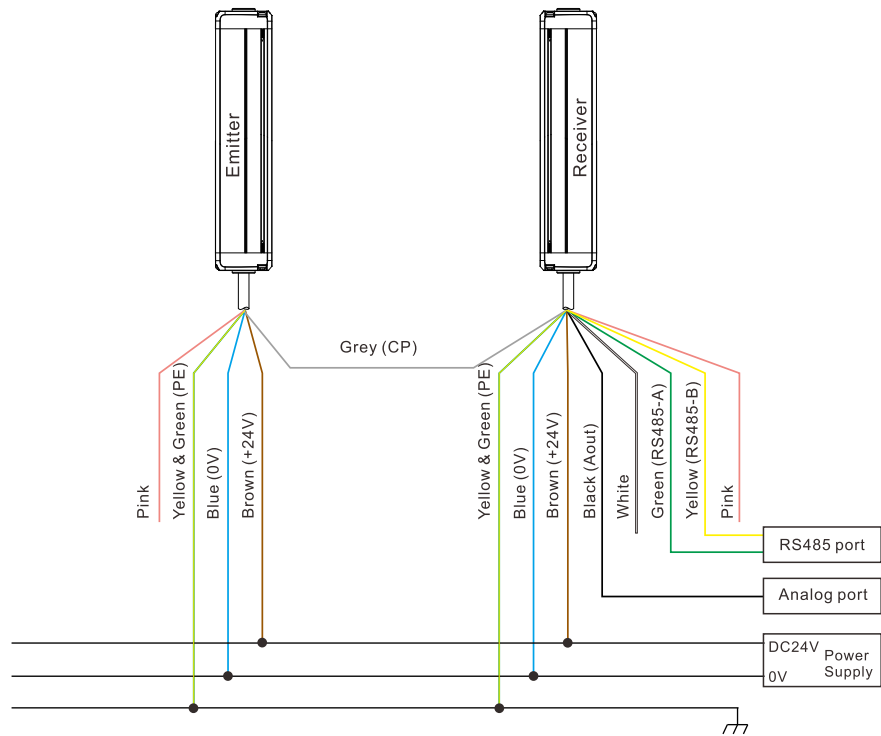 Emitter
Receiver
Grey (CP)
Pink
Yellow & Green (PE)
Blue (0V)
Brown (+24V)
Yellow & Green (PE)
Blue (0V)
Brown (+24V)
Black (Aout)
White
Green (RS485-A)
Yellow (RS485-B)
Pink
RS485 port
Analog port
DC24V
Power
Supply
0V